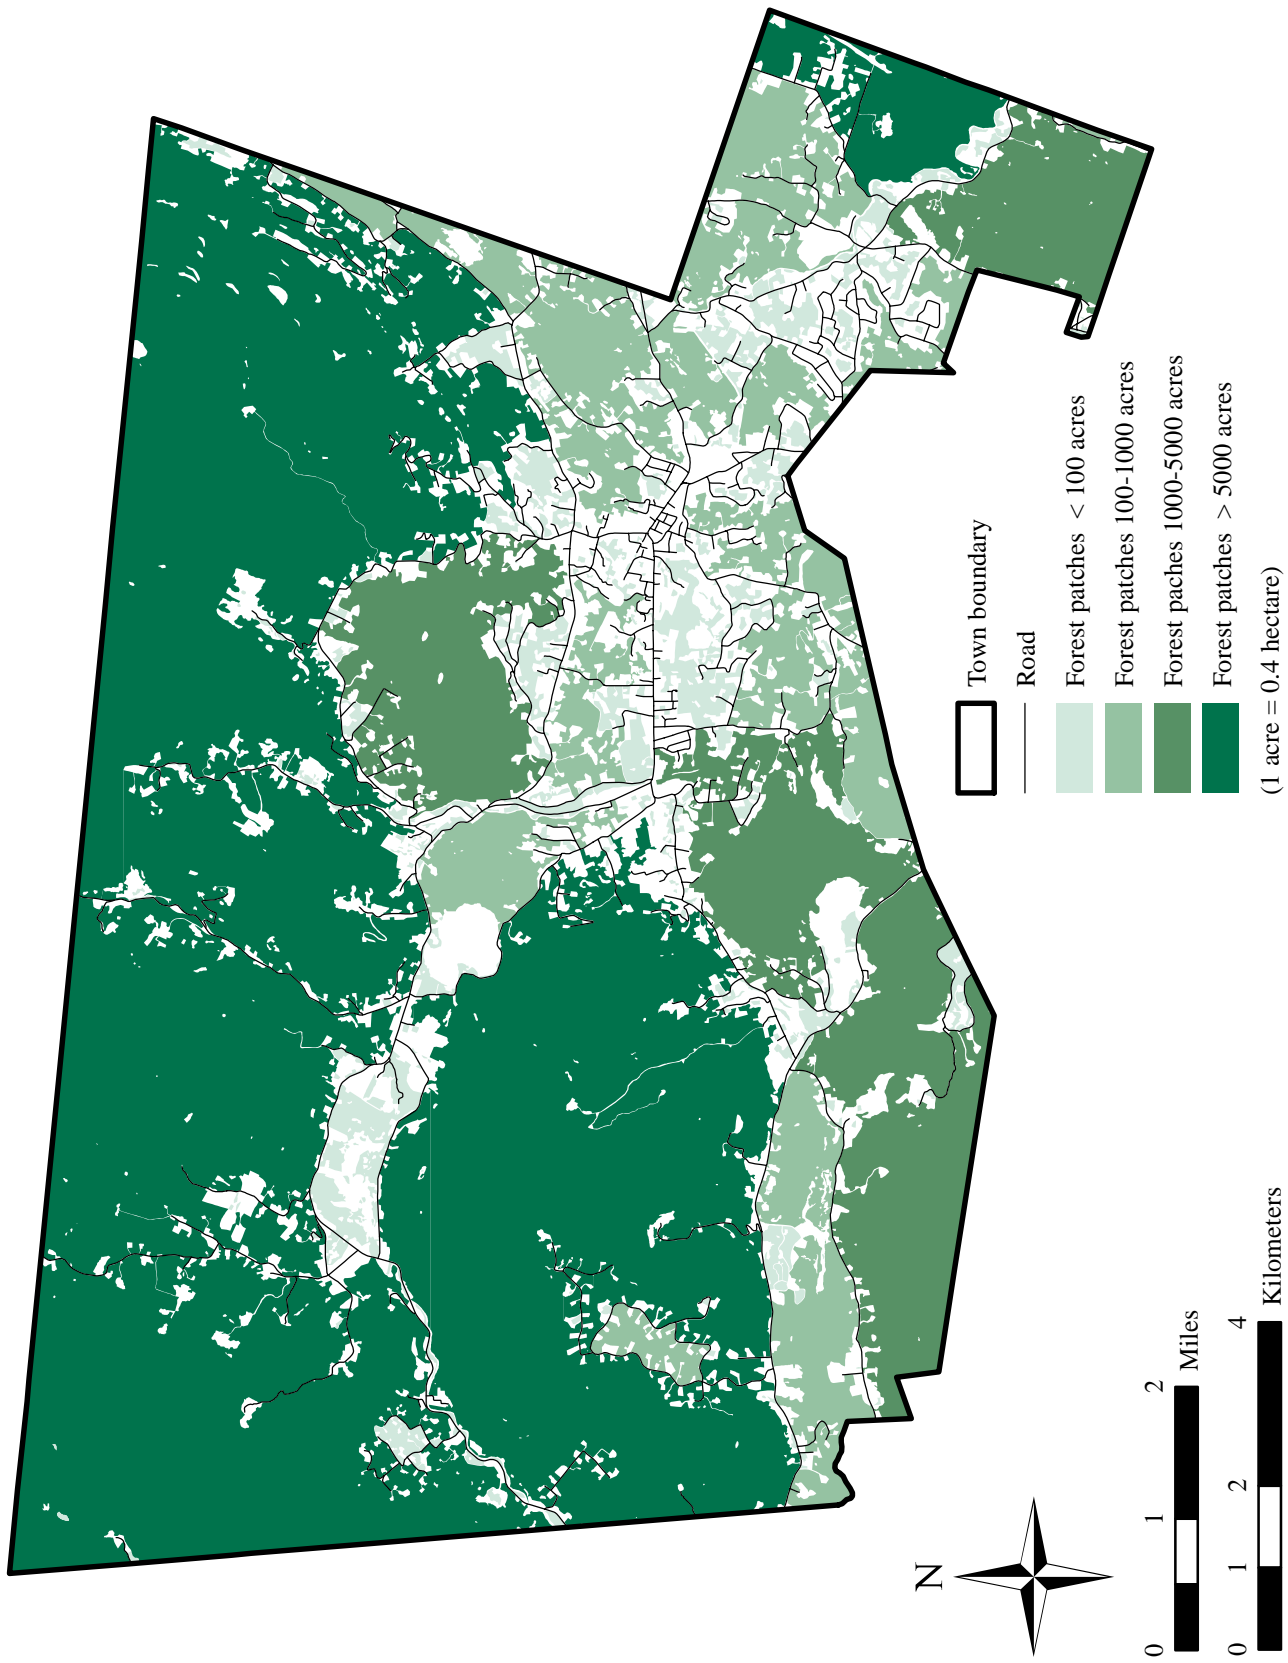 Town boundary
Road
Forest patches < 100 acres
Forest patches 100-1000 acres
Forest paches 1000-5000 acres
Forest patches > 5000 acres
(1 acre = 0.4 hectare)
N
0 1 2
Miles
0 1 2 4
Kilometers